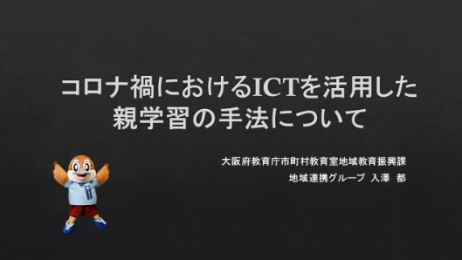 コロナ禍におけるICTを活用した
親学習の手法について
大阪府教育庁市町村教育室地域教育振興課
地域連携グループ 入澤 都